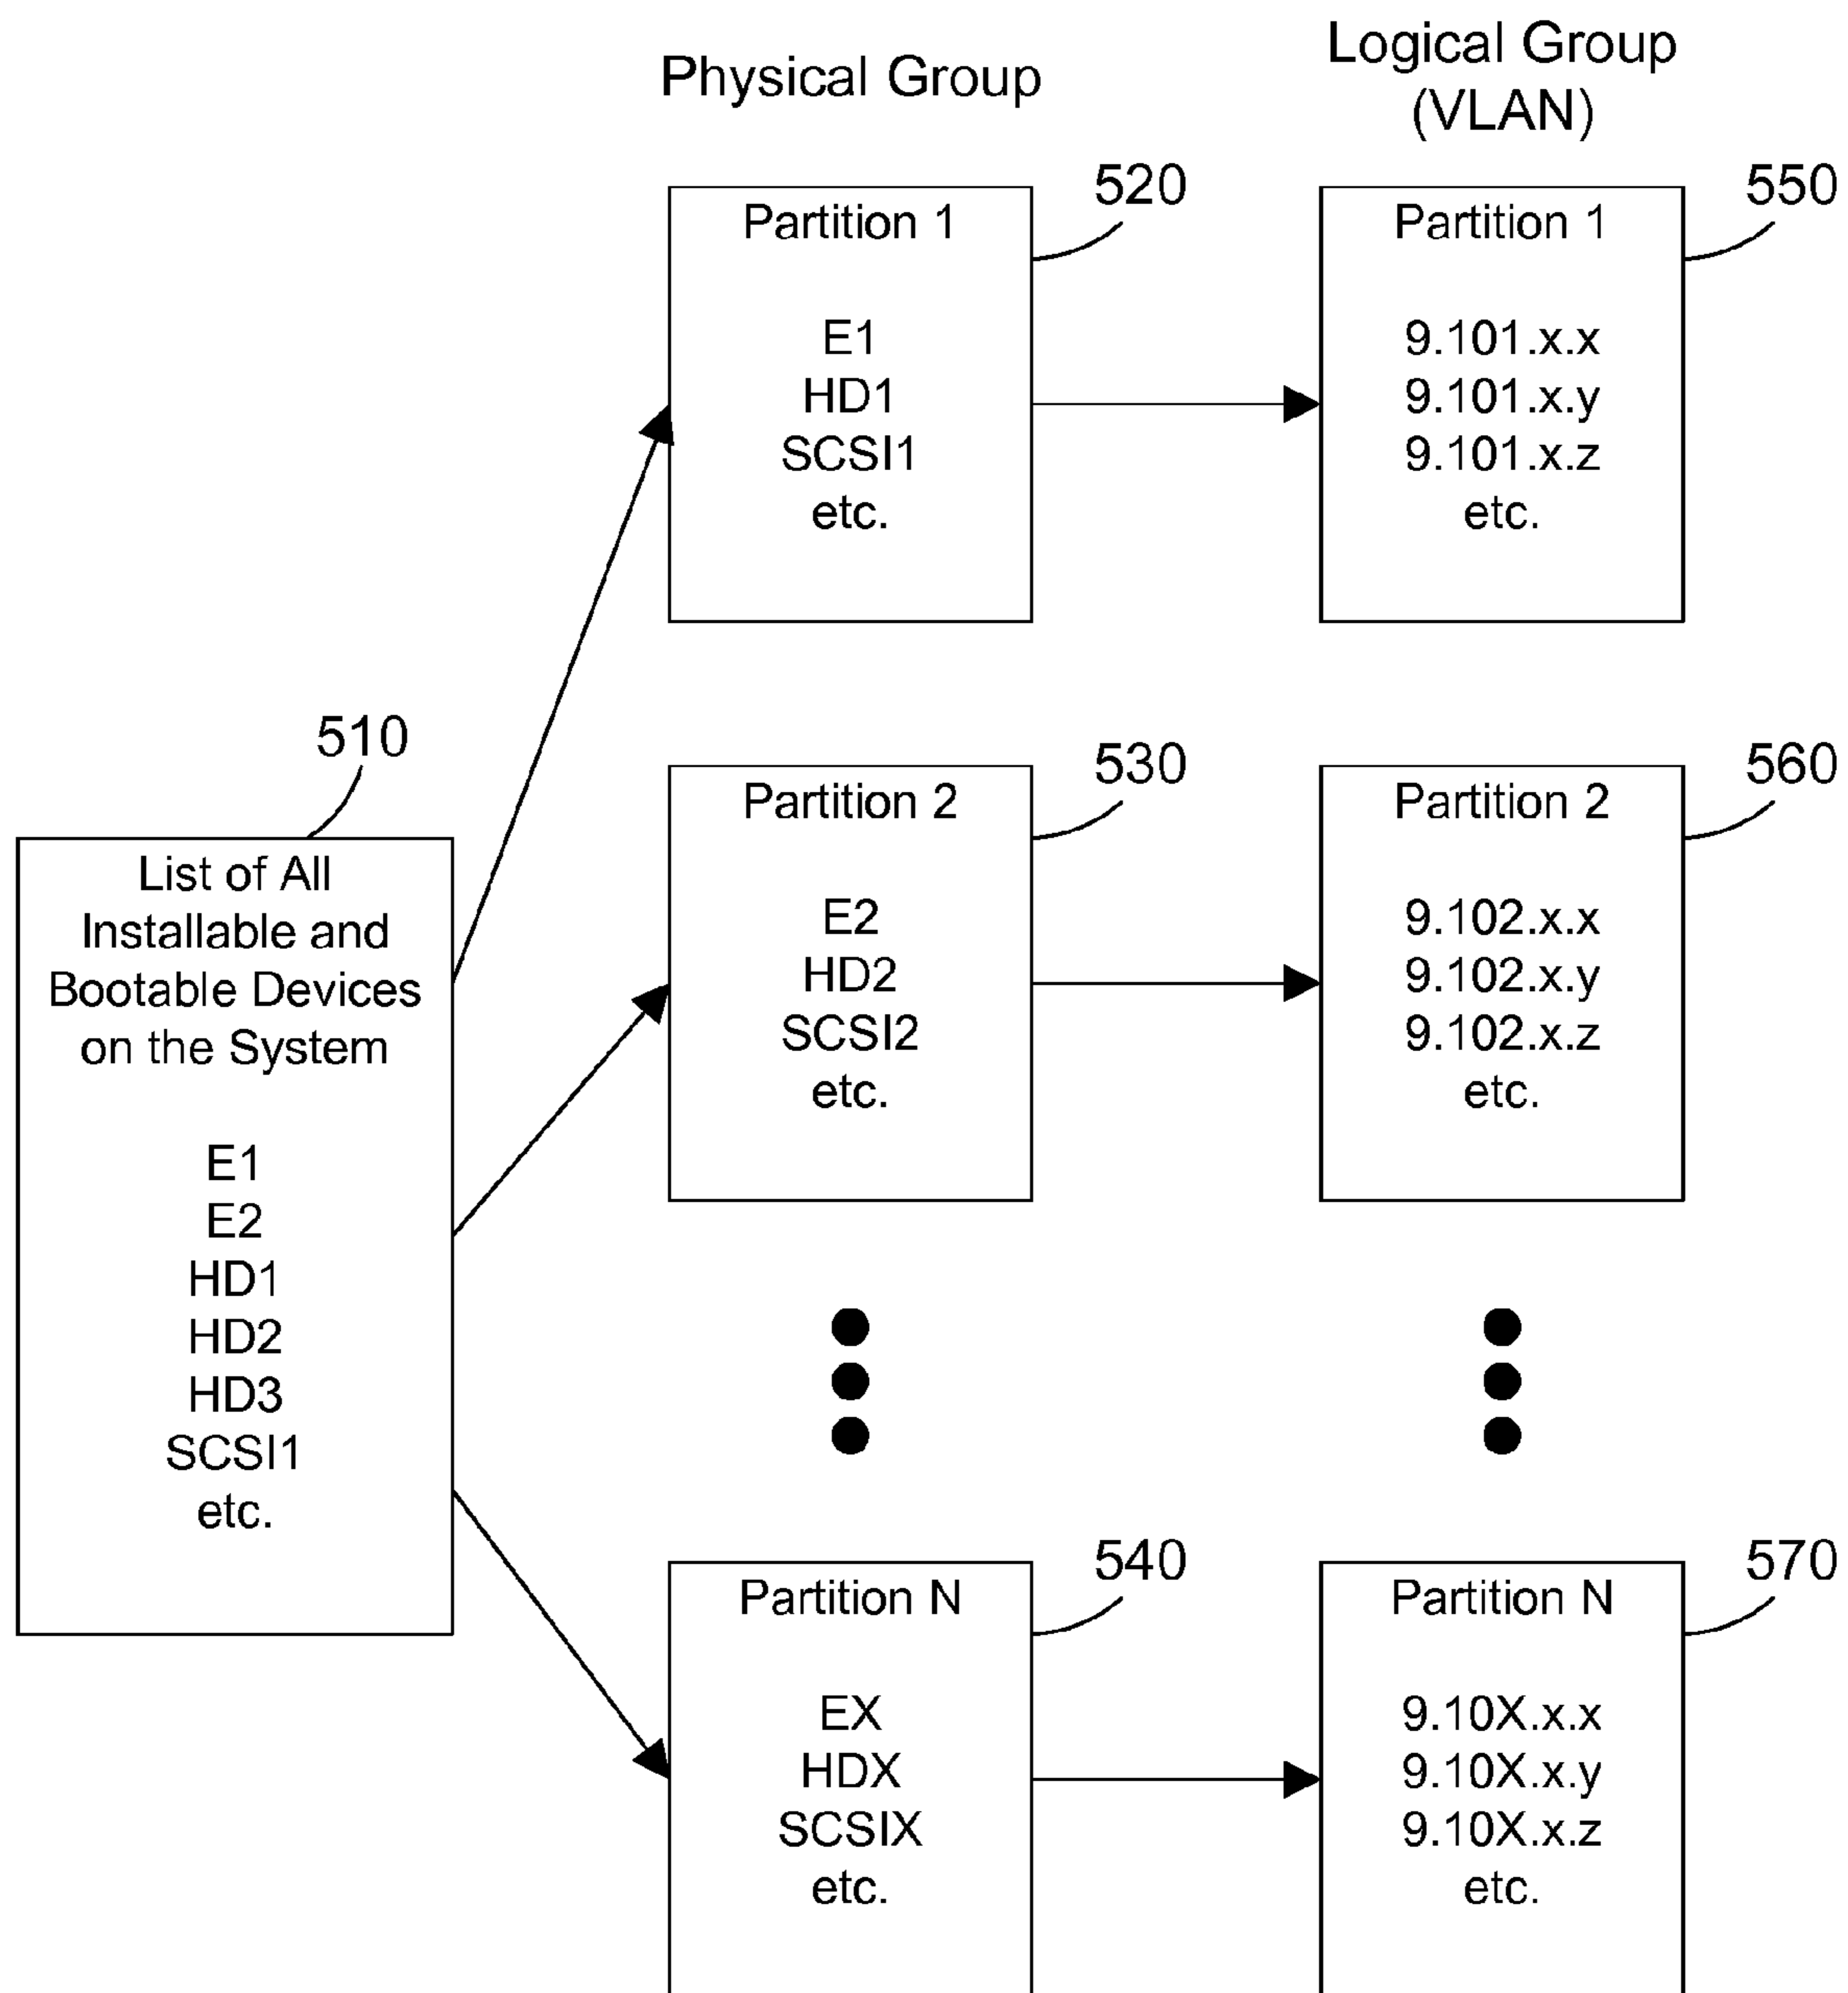 Physical Group
Logical Group
(VLAN)
510
List of All
Installable and
Bootable Devices
on the System
E1
E2
HD1
HD2
HD3
SCSI1
etc.
520
Partition 1
E1
HD1
SCSI1
etc.
550
Partition 1
9.101.x.x
9.101.x.y
9.101.x.z
etc.
530
Partition 2
E2
HD2
SCSI2
etc.
560
Partition 2
9.102.x.x
9.102.x.y
9.102.x.z
etc.
540
Partition N
EX
HDX
SCSIX
etc.
570
Partition N
9.10X.x.x
9.10X.x.y
9.10X.x.z
etc.